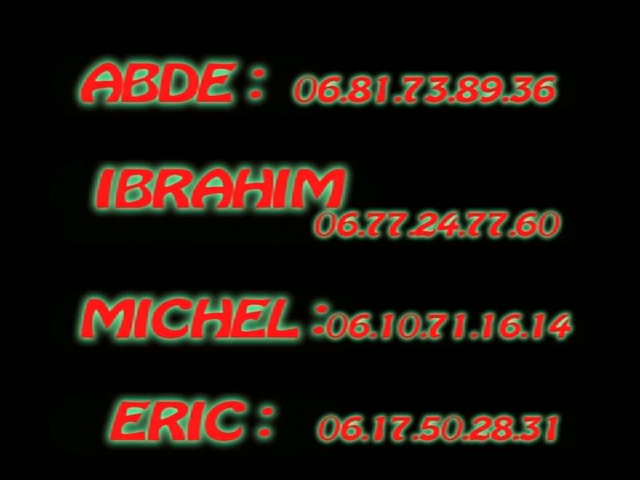 ABDE : 06.81.73.89.36
IBRAHIM
06.77.24.77.60
MICHEL : 06.10.71.16.14
ERIC : 06.17.50.28.31